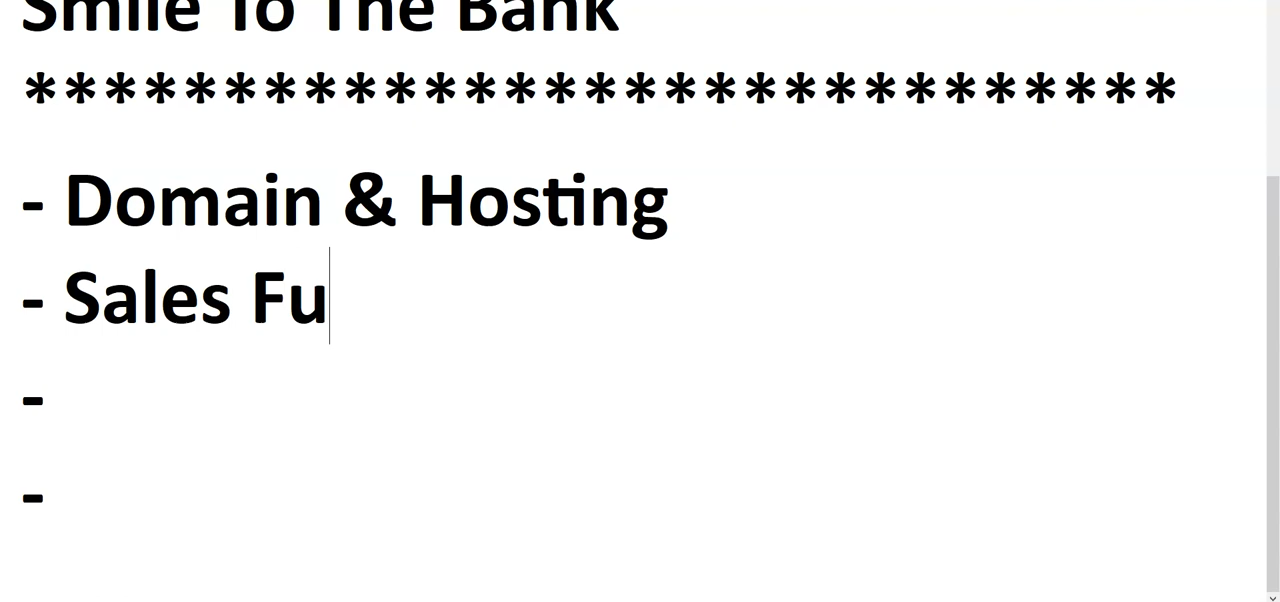 Smile To The Bank
*****************************
- Domain & Hosting
- Sales Fu
-
-